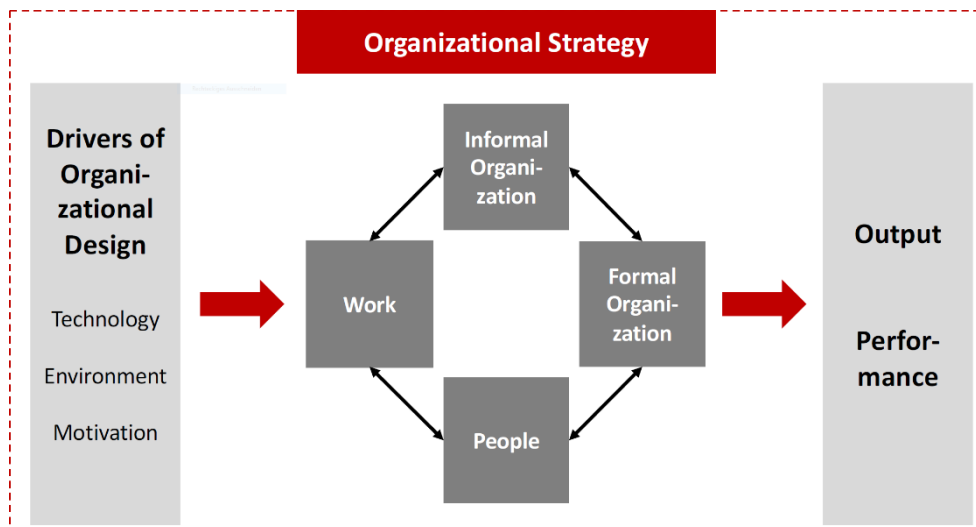 Organizational Strategy
Drivers of
Organi-
zational
Design
Technology
Environment
Motivation
Informal
Organi-
zation
Work
Formal
Organi-
zation
People
Output
Perfor-
mance